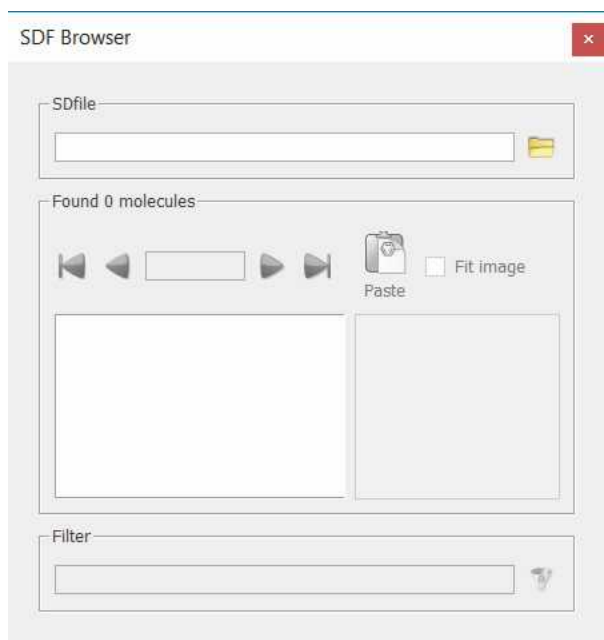 SDF Browser
SDfile
Found 0 molecules
Paste
Fit image
Filter